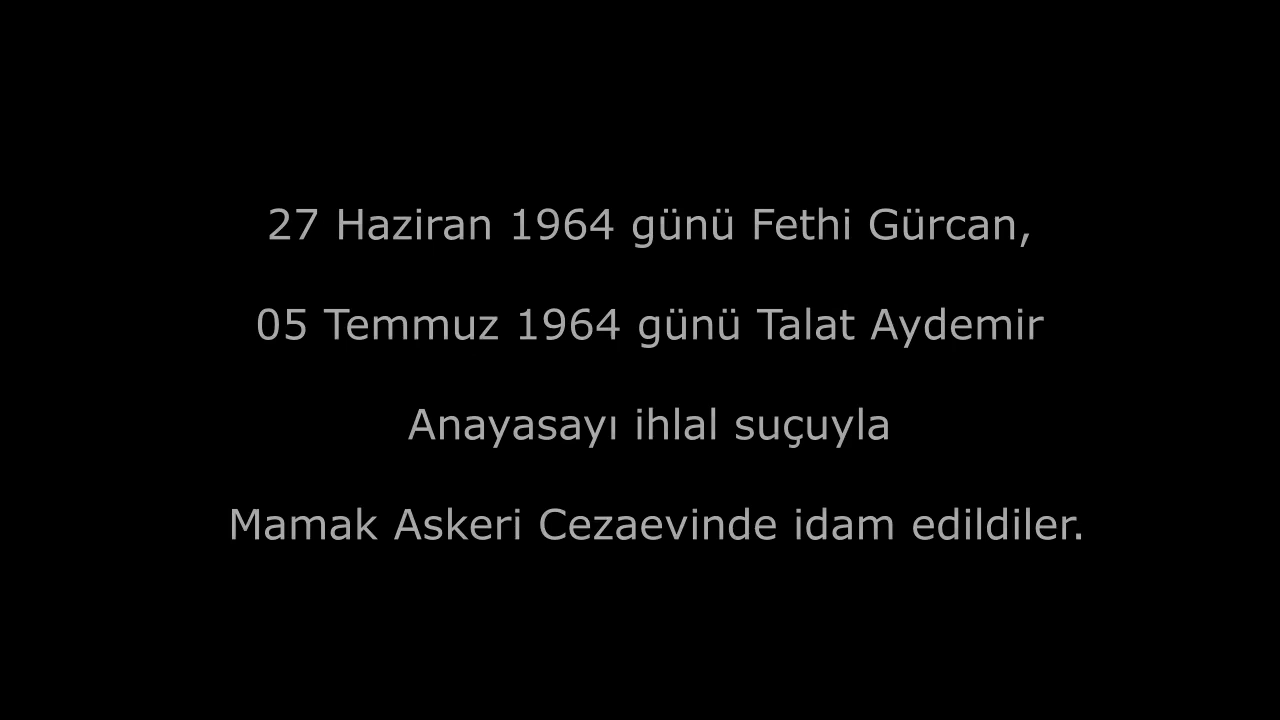 27 Haziran 1964 günü Fethi Gürcan,
05 Temmuz 1964 günü Talat Aydemir
Anayasayı ihlal suçuyla
Mamak Askeri Cezaevinde idam edildiler.